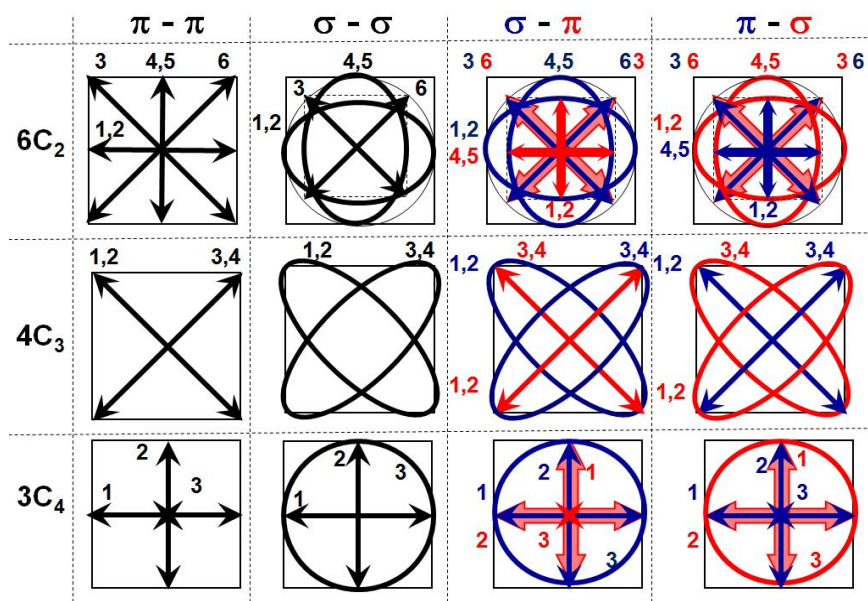 π - π σ - σ σ - π π - σ
3 4,5 6 4,5 3 6 4,5 6 3 3 6 4,5 3 6
3 6
6C₂ 1,2 1,2 1,2 1,2
4,5 4,5
1,2 1,2
1,2 3,4 1,2 3,4 1,2 3,4 3,4 1,2 3,4 3,4
4C₃
1,2 1,2
2 2 3 2 1 1
3C₄ 1 3 1 1 1 2 3
2 3 2
3 3